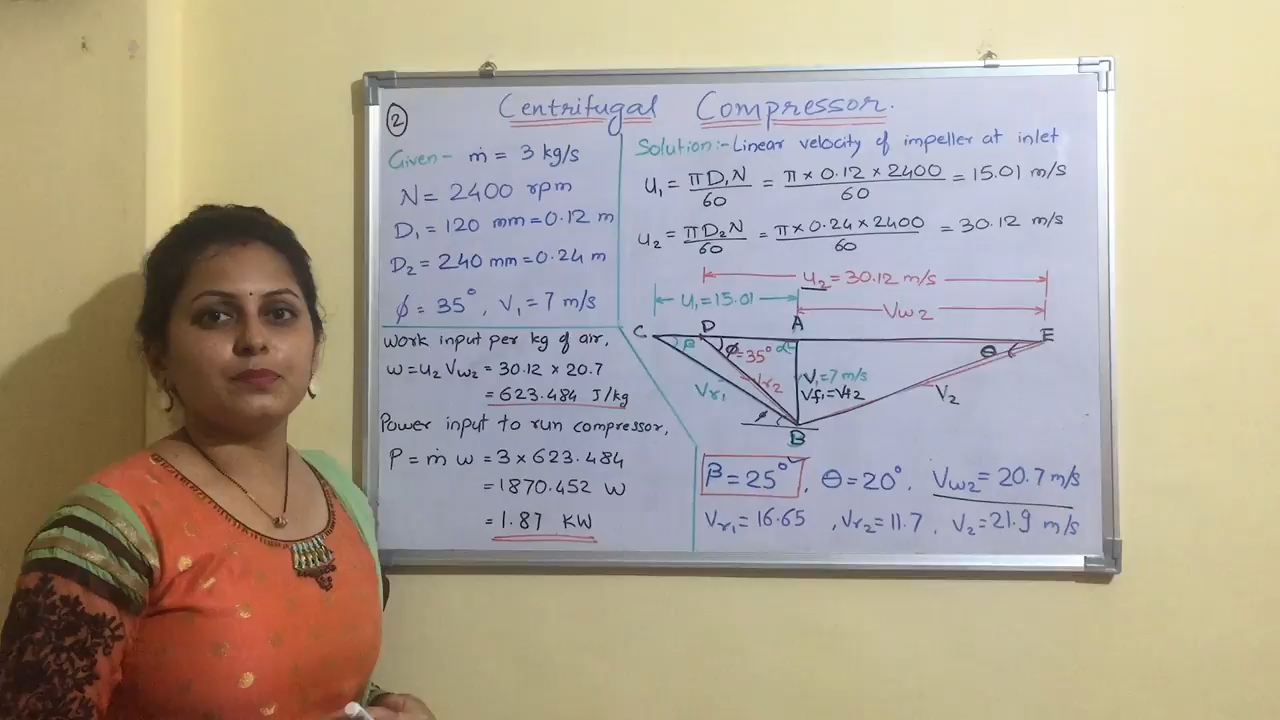 2
Centrifugal Compressor.
Given- ṁ = 3 kg/s
N = 2400 rpm
D₁ = 120 mm = 0.12 m
D₂ = 240 mm = 0.24 m
ϕ = 35°, V₁ = 7 m/s
Work input per kg of air,
w = u₂ Vw₂ = 30.12 × 20.7
= 623.484 J/kg
Power input to run compressor,
P = ṁ w = 3 × 623.484
= 1870.452 W
= 1.87 KW
Solution:- Linear velocity of impeller at inlet
u₁ = πD₁N/60 = π × 0.12 × 2400/60 = 15.01 m/s
u₂ = πD₂N/60 = π × 0.24 × 2400/60 = 30.12 m/s
u₂ = 30.12 m/s
u₁ = 15.01
Vw₂
C D A E
β ϕ=35° α θ
Vr₁ Vr₂ V₁ = 7 m/s
Vf₁ = Vf₂
V₂
ϕ
B
β = 25°, θ = 20°, Vw₂ = 20.7 m/s
Vr₁ = 16.65, Vr₂ = 11.7, V₂ = 21.9 m/s